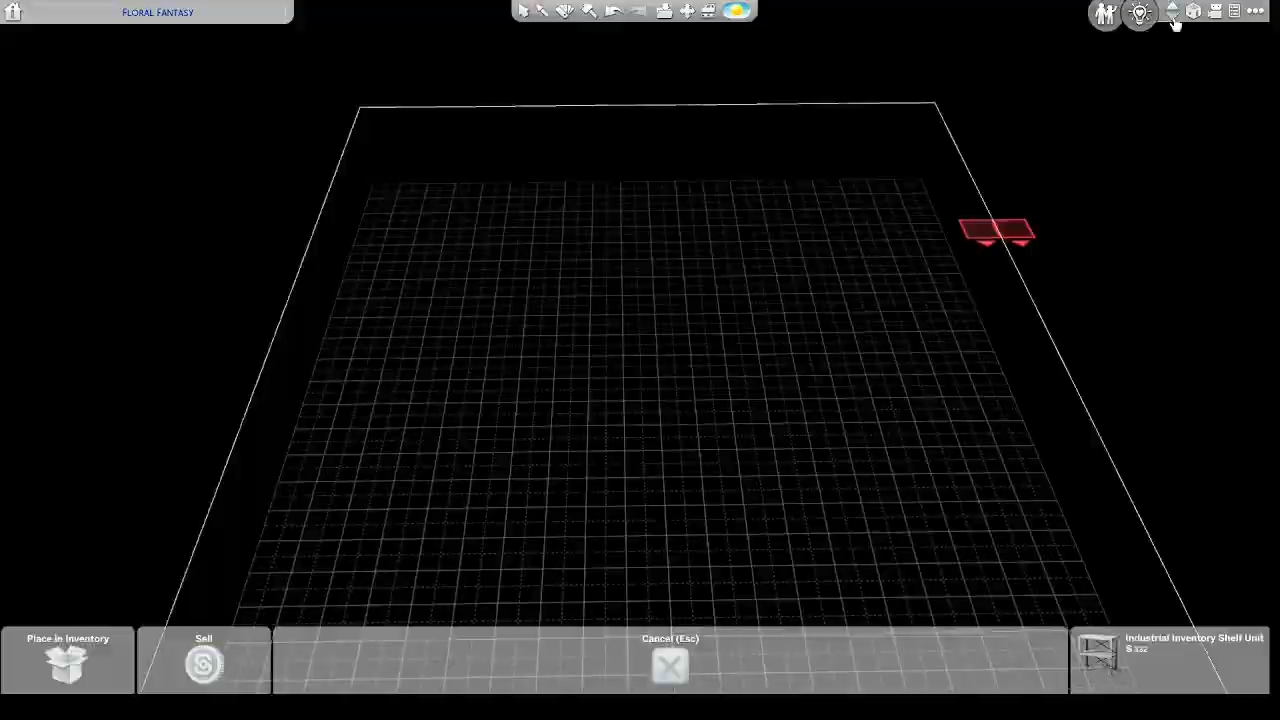 FLORAL FANTASY
Place in Inventory
Sell
Cancel (Esc)
Industrial Inventory Shelf Unit